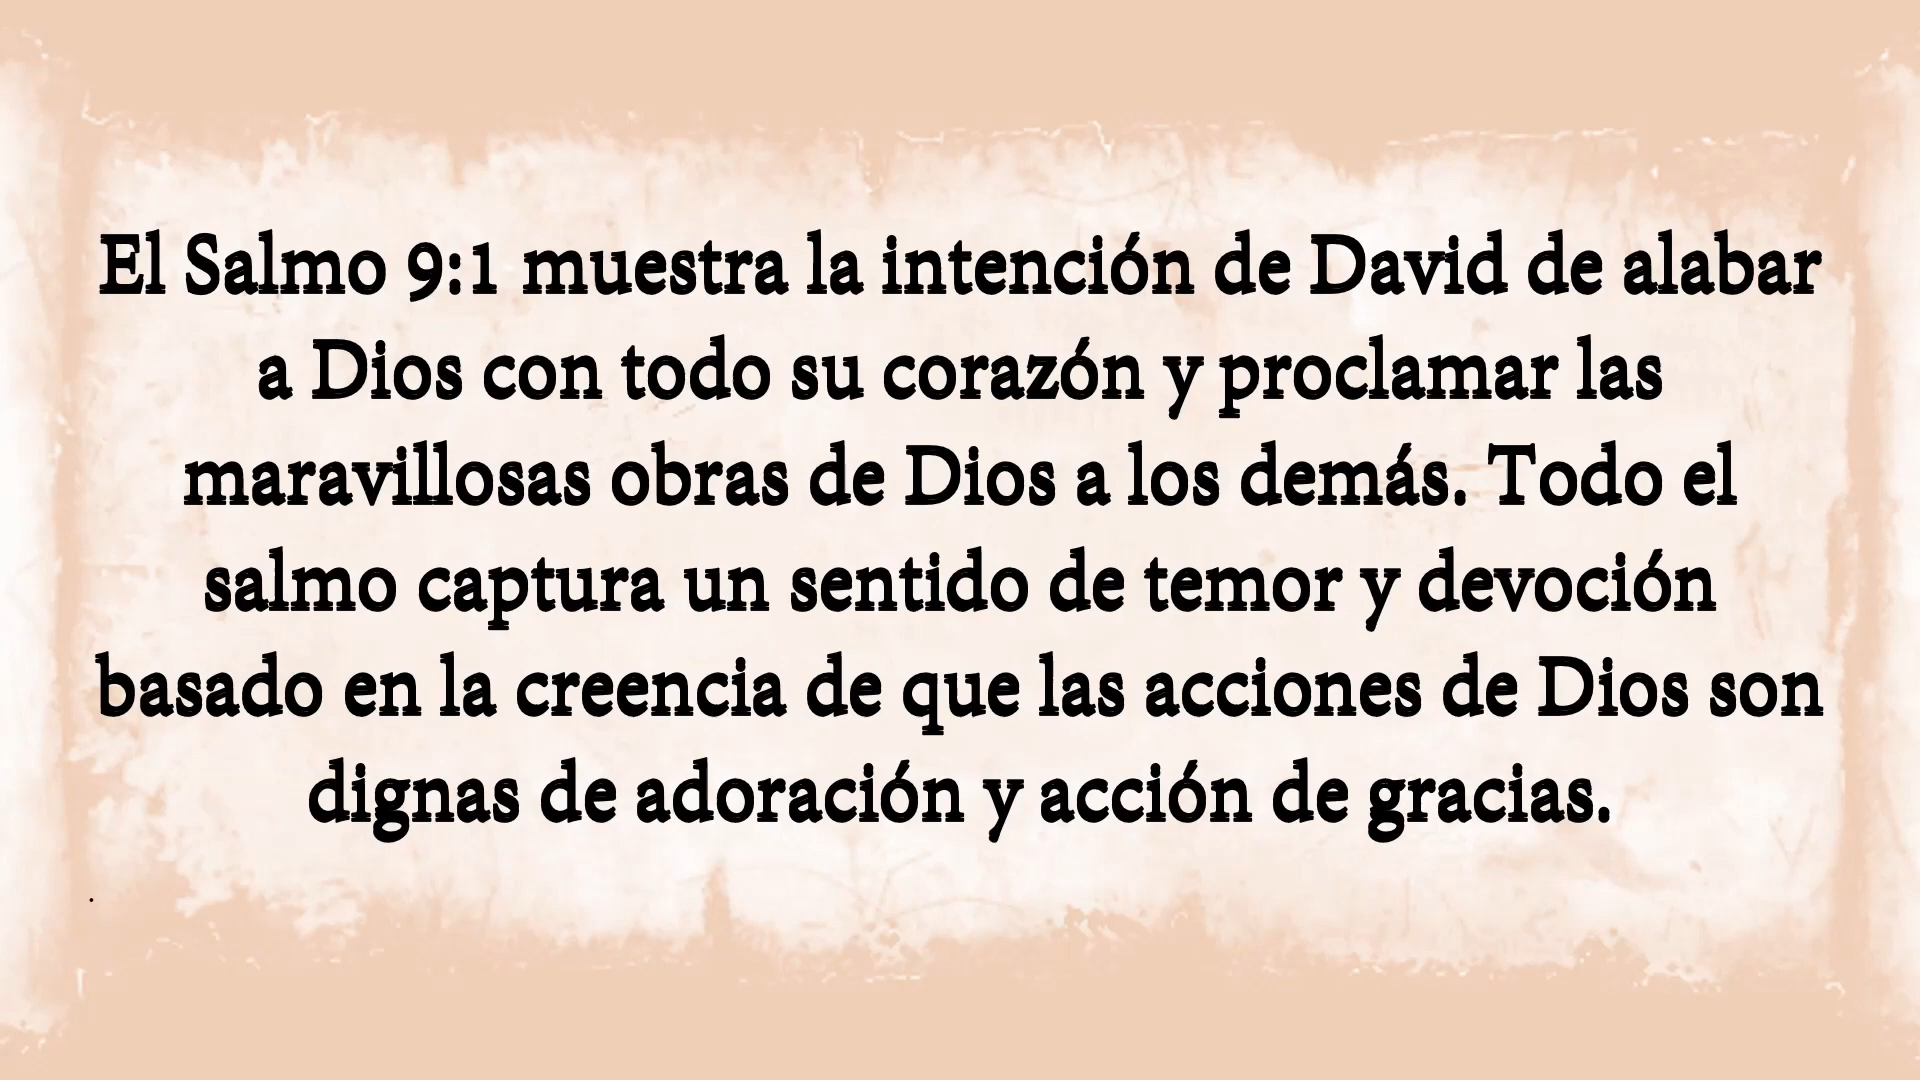 El Salmo 9:1 muestra la intención de David de alabar
a Dios con todo su corazón y proclamar las
maravillosas obras de Dios a los demás. Todo el
salmo captura un sentido de temor y devoción
basado en la creencia de que las acciones de Dios son
dignas de adoración y acción de gracias.
.